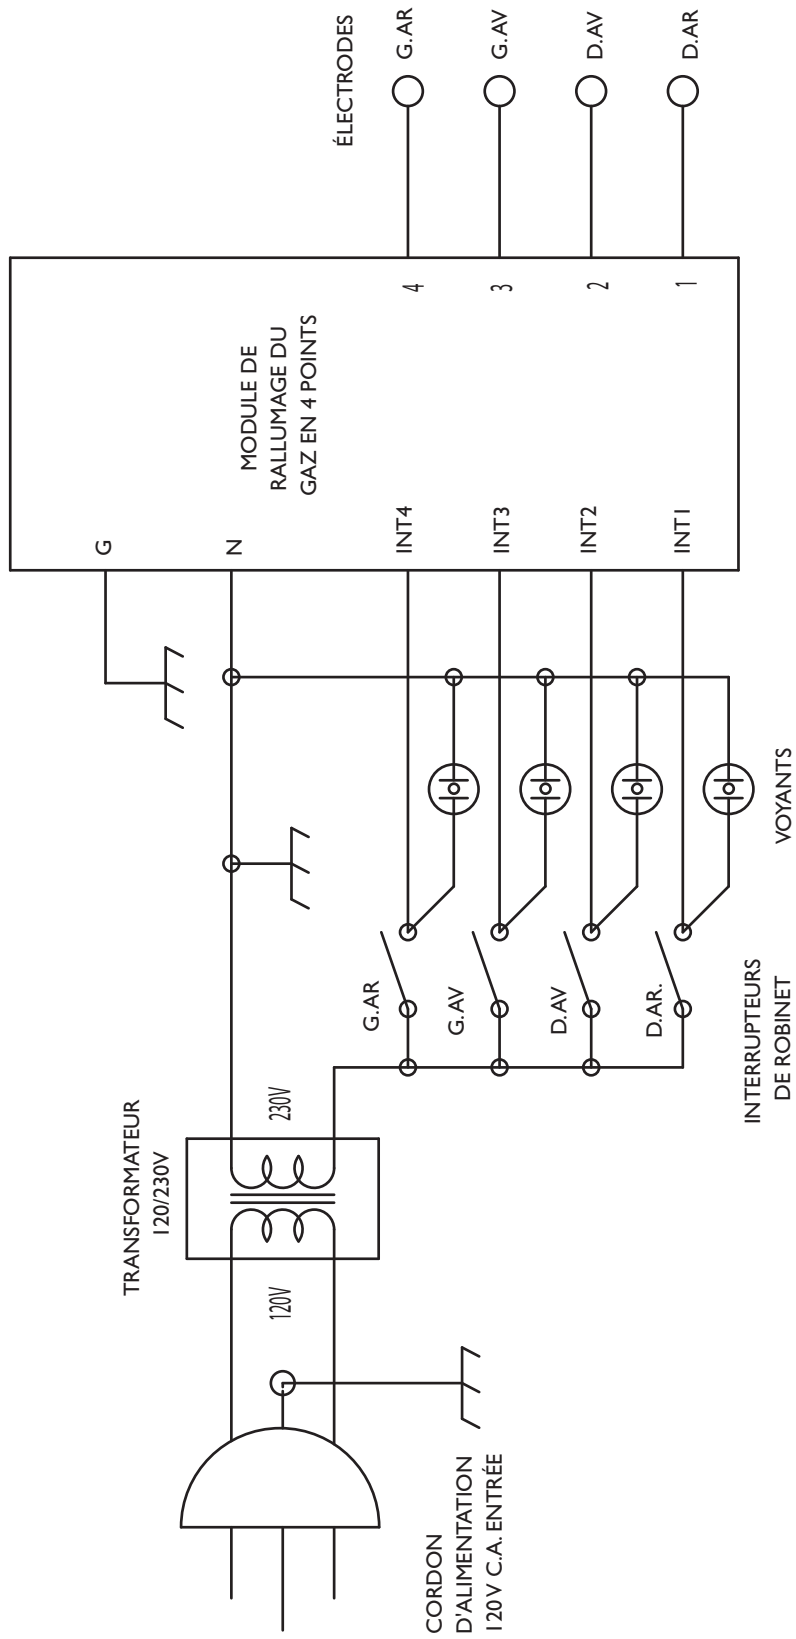 CORDON
D'ALIMENTATION
120V C.A. ENTRÉE
120V
TRANSFORMATEUR
120/230V
230V
INTERRUPTEURS
DE ROBINET
G.AR
G.AV
D.AV
D.AR.
VOYANTS
G
N
INT4
INT3
INT2
INT1
MODULE DE
RALLUMAGE DU
GAZ EN 4 POINTS
4
3
2
1
ÉLECTRODES
G.AR
G.AV
D.AV
D.AR